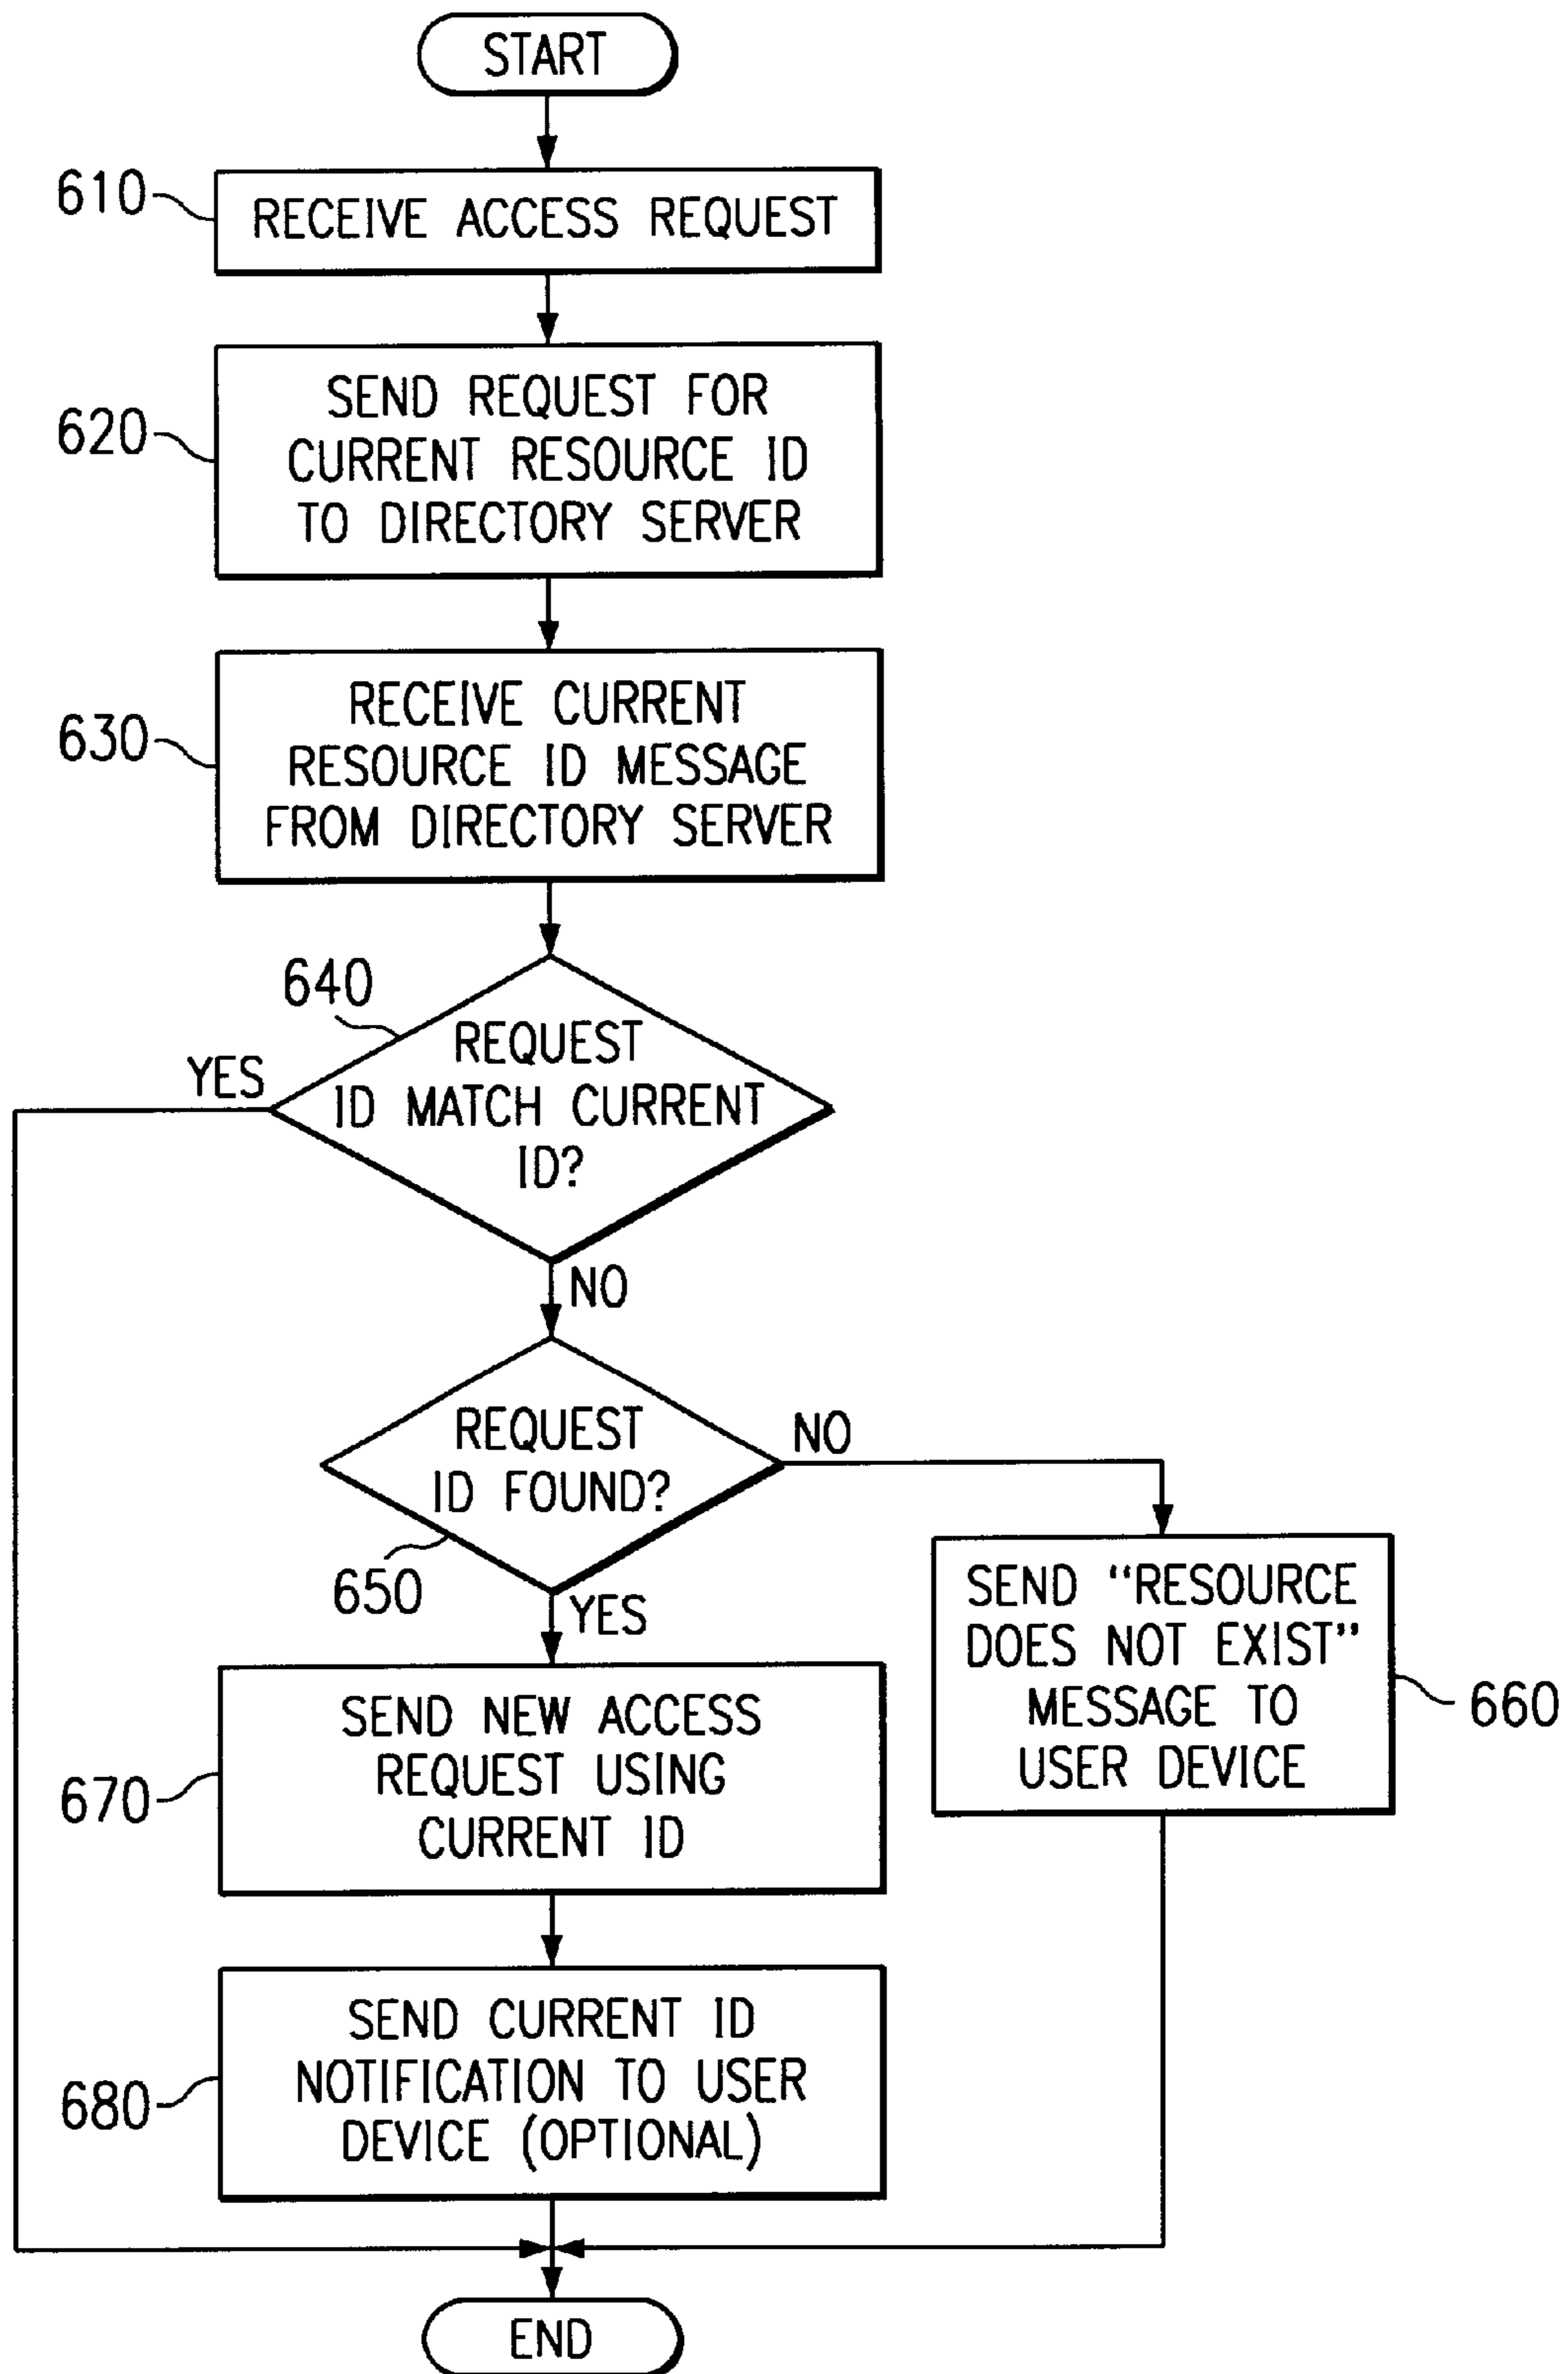 START
610
RECEIVE ACCESS REQUEST
620
SEND REQUEST FOR
CURRENT RESOURCE ID
TO DIRECTORY SERVER
630
RECEIVE CURRENT
RESOURCE ID MESSAGE
FROM DIRECTORY SERVER
640
REQUEST
ID MATCH CURRENT
ID?
YES
NO
REQUEST
ID FOUND?
NO
650
YES
SEND "RESOURCE
DOES NOT EXIST"
MESSAGE TO
USER DEVICE
660
SEND NEW ACCESS
REQUEST USING
CURRENT ID
670
SEND CURRENT ID
NOTIFICATION TO USER
DEVICE (OPTIONAL)
680
END